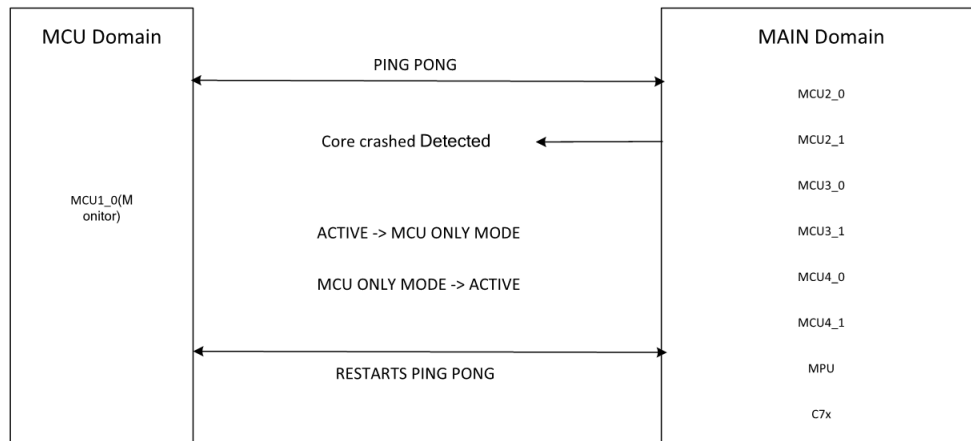 MCU Domain
MAIN Domain
PING PONG
MCU2_0
Core crashed Detected
MCU2_1
MCU3_0
MCU1_0(M
onitor)
ACTIVE -> MCU ONLY MODE
MCU3_1
MCU ONLY MODE -> ACTIVE
MCU4_0
MCU4_1
RESTARTS PING PONG
MPU
C7x